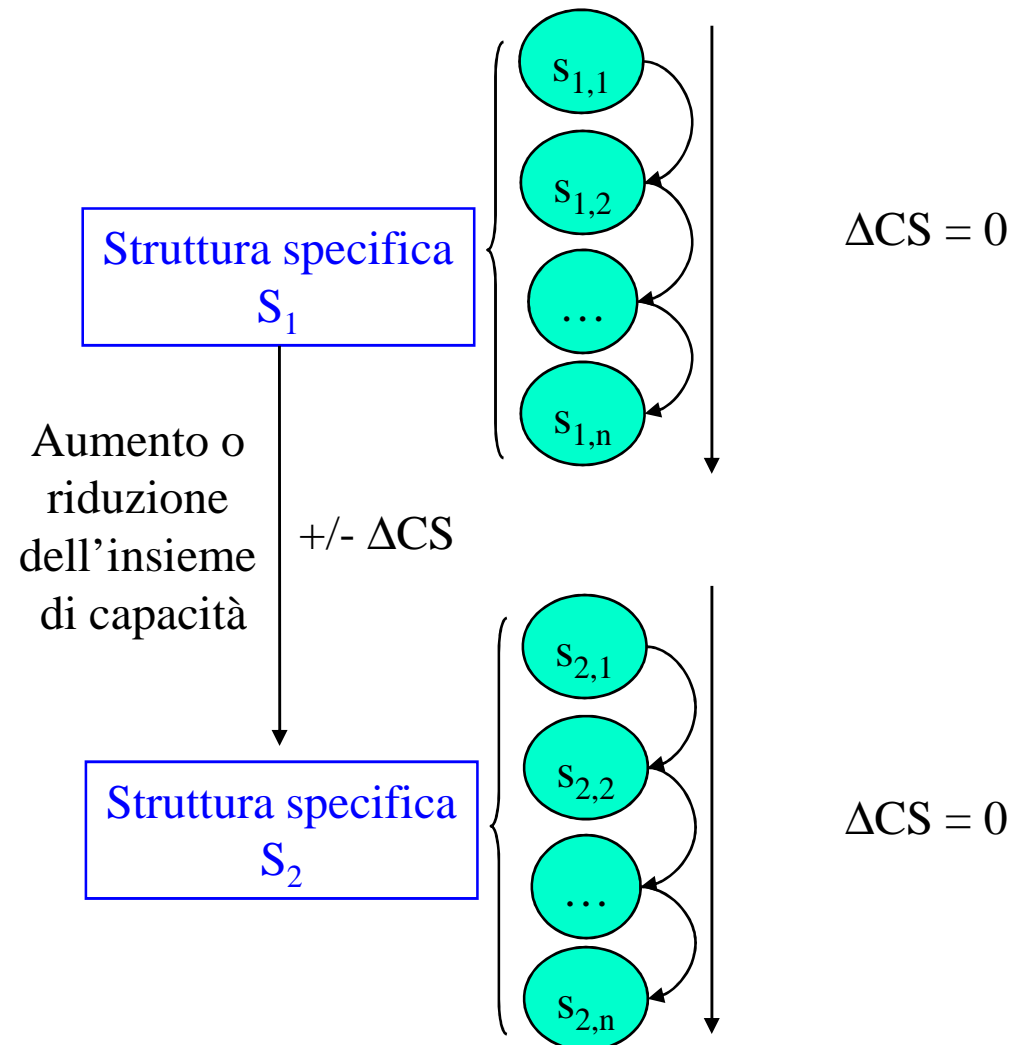 s₁,₁
s₁,₂
…
s₁,ₙ
ΔCS = 0
Struttura specifica
S₁
Aumento o
riduzione
dell’insieme
di capacità
+/- ΔCS
s₂,₁
s₂,₂
…
s₂,ₙ
ΔCS = 0
Struttura specifica
S₂